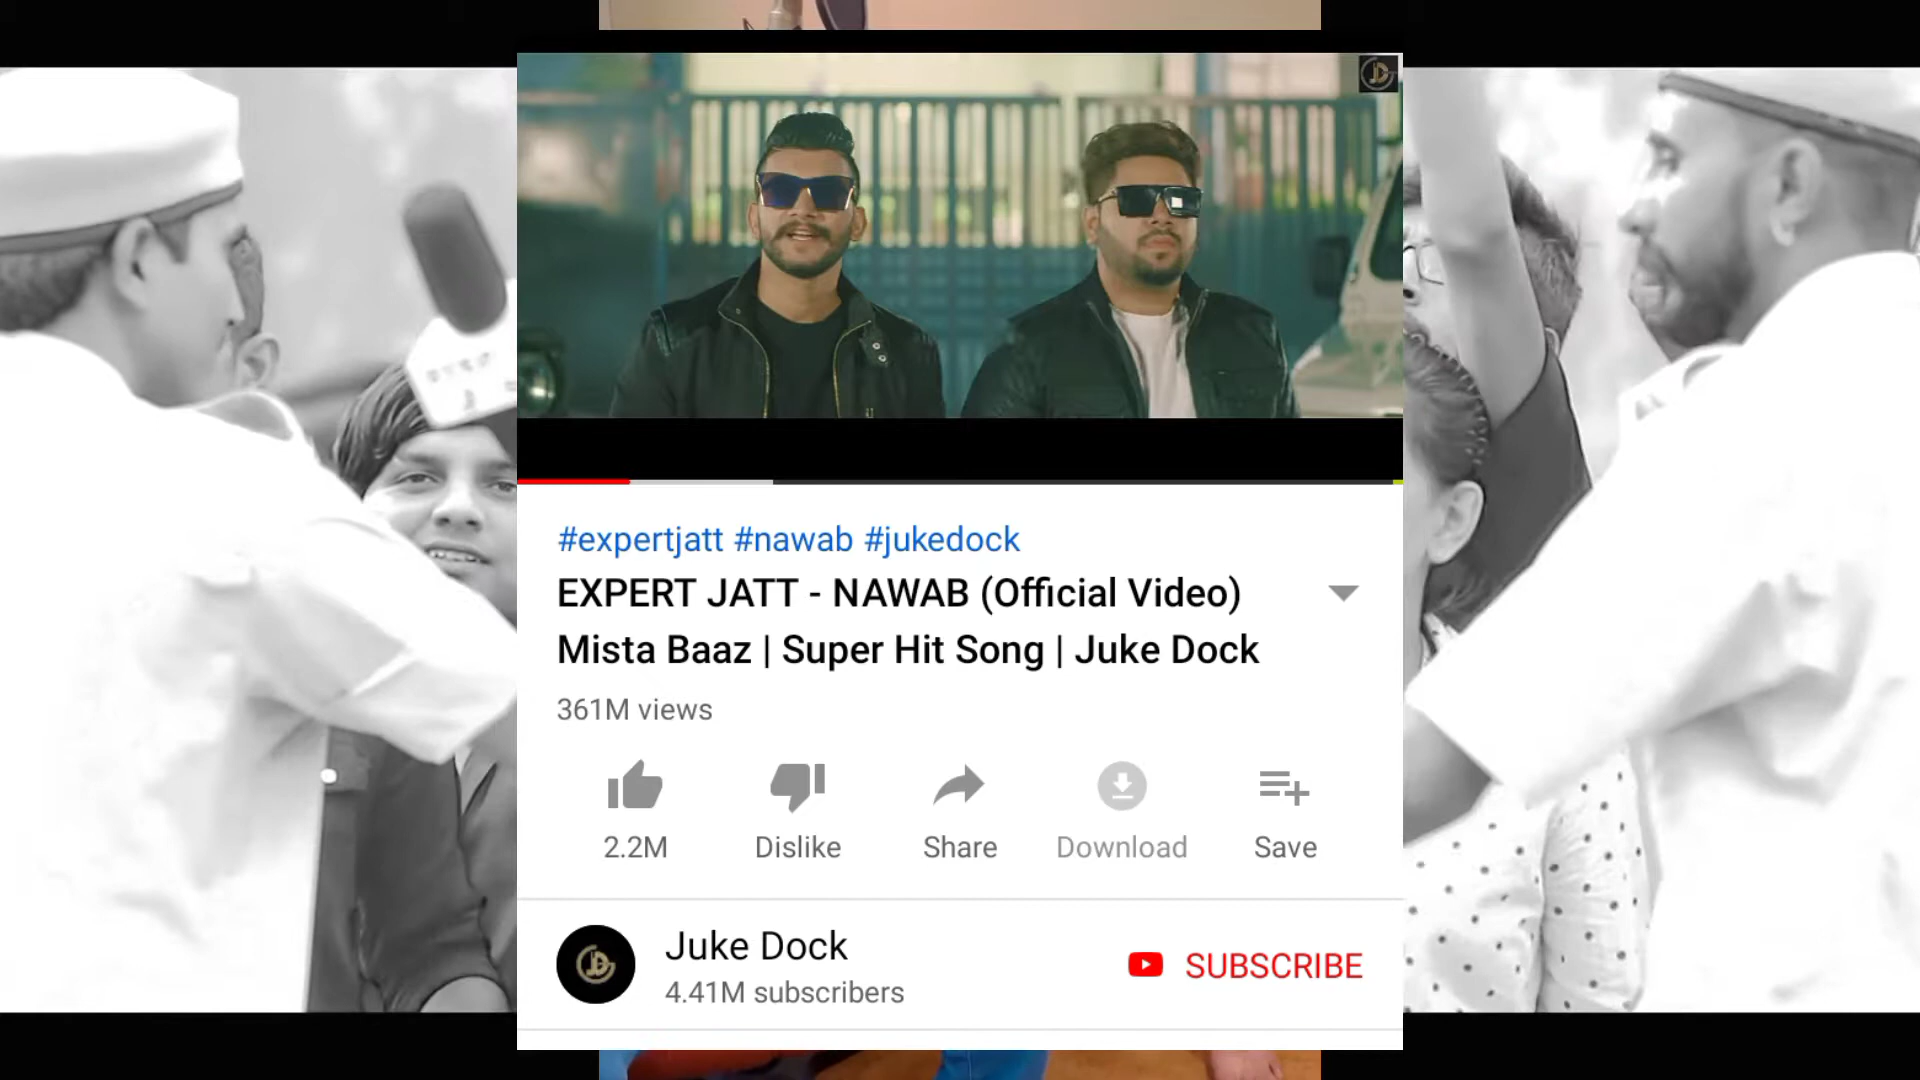 #expertjatt #nawab #jukedock
EXPERT JATT - NAWAB (Official Video)
Mista Baaz | Super Hit Song | Juke Dock
361M views
2.2M
Dislike
Share
Download
Save
Juke Dock
4.41M subscribers
SUBSCRIBE